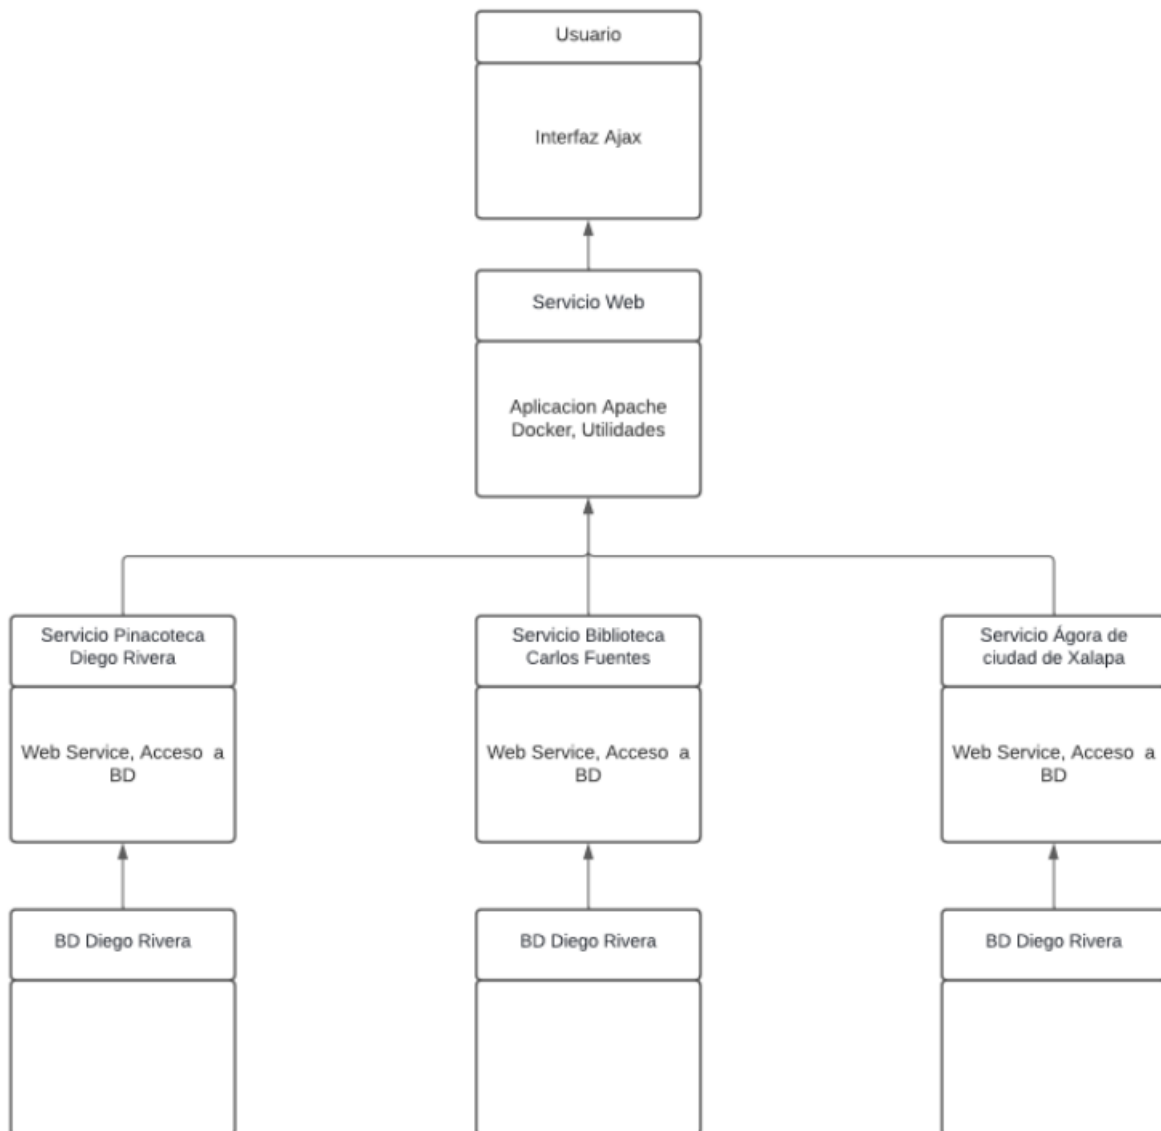 Usuario
Interfaz Ajax
Servicio Web
Aplicacion Apache
Docker, Utilidades
Servicio Pinacoteca
Diego Rivera
Servicio Biblioteca
Carlos Fuentes
Servicio Ágora de
ciudad de Xalapa
Web Service, Acceso  a
BD
Web Service, Acceso  a
BD
Web Service, Acceso  a
BD
BD Diego Rivera
BD Diego Rivera
BD Diego Rivera